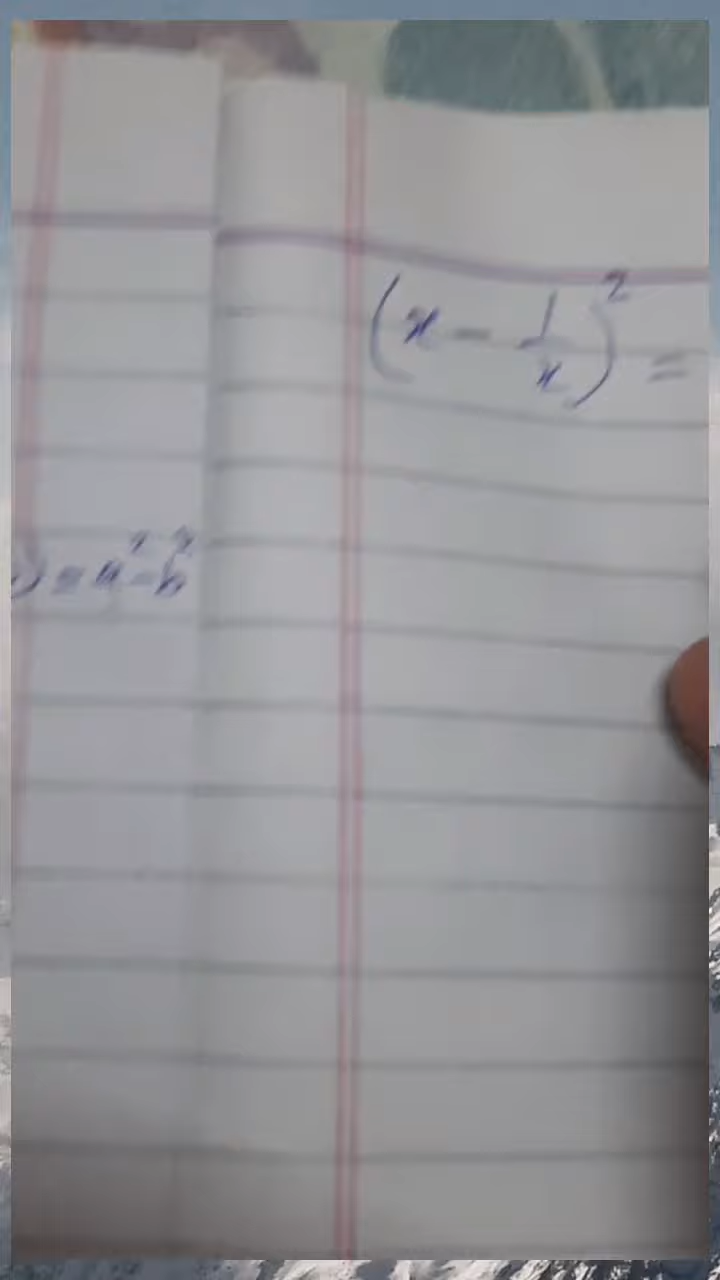 (x - 1/x)² =
) = a² - b²